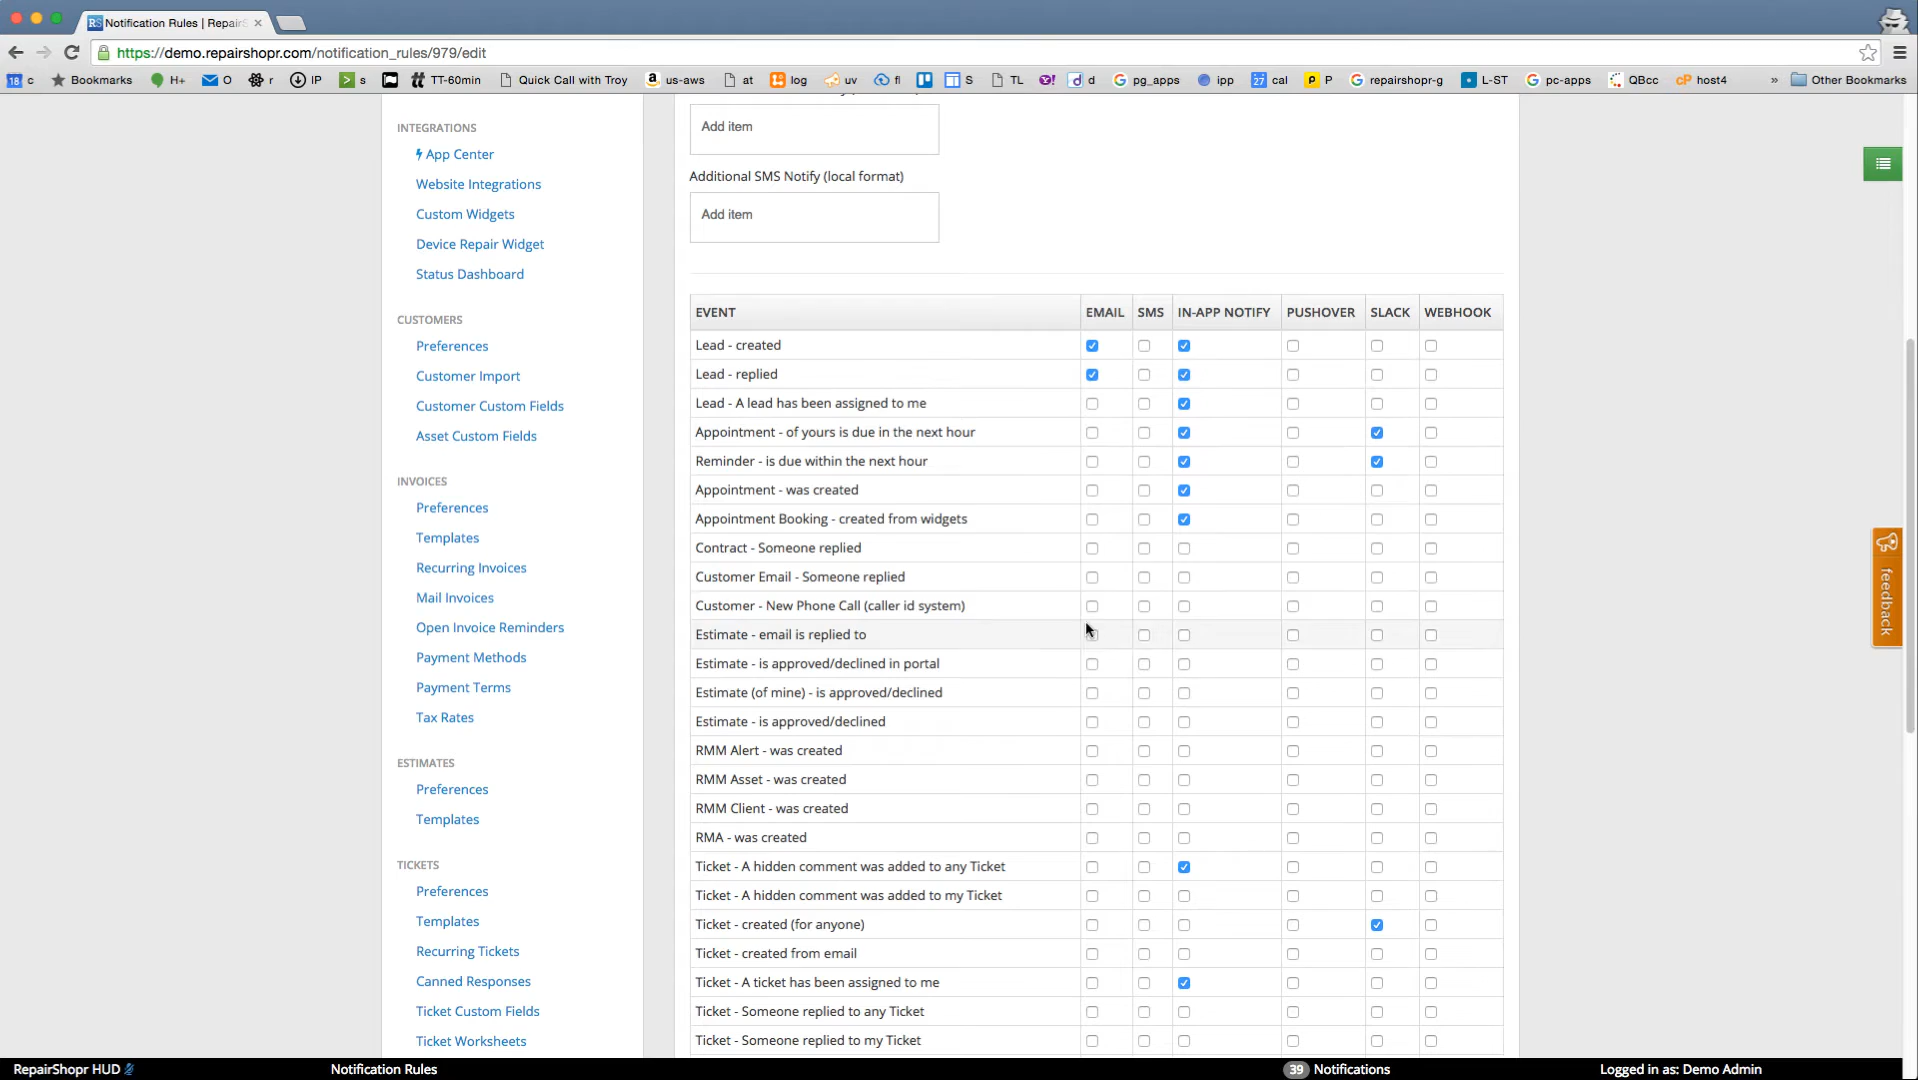 Notification Rules | RepairS
https://demo.repairshopr.com/notification_rules/979/edit
18 c Bookmarks H+ O r IP s TT-60min Quick Call with Troy us-aws at log uv fl S TL d pg_apps ipp 27 cal P repairshopr-g L-ST pc-apps QBcc cP host4 » Other Bookmarks
INTEGRATIONS
App Center
Website Integrations
Custom Widgets
Device Repair Widget
Status Dashboard
CUSTOMERS
Preferences
Customer Import
Customer Custom Fields
Asset Custom Fields
INVOICES
Preferences
Templates
Recurring Invoices
Mail Invoices
Open Invoice Reminders
Payment Methods
Payment Terms
Tax Rates
ESTIMATES
Preferences
Templates
TICKETS
Preferences
Templates
Recurring Tickets
Canned Responses
Ticket Custom Fields
Ticket Worksheets
Add item
Additional SMS Notify (local format)
Add item
EVENT EMAIL SMS IN-APP NOTIFY PUSHOVER SLACK WEBHOOK
Lead - created
Lead - replied
Lead - A lead has been assigned to me
Appointment - of yours is due in the next hour
Reminder - is due within the next hour
Appointment - was created
Appointment Booking - created from widgets
Contract - Someone replied
Customer Email - Someone replied
Customer - New Phone Call (caller id system)
Estimate - email is replied to
Estimate - is approved/declined in portal
Estimate (of mine) - is approved/declined
Estimate - is approved/declined
RMM Alert - was created
RMM Asset - was created
RMM Client - was created
RMA - was created
Ticket - A hidden comment was added to any Ticket
Ticket - A hidden comment was added to my Ticket
Ticket - created (for anyone)
Ticket - created from email
Ticket - A ticket has been assigned to me
Ticket - Someone replied to any Ticket
Ticket - Someone replied to my Ticket
feedback
RepairShopr HUD Notification Rules 39 Notifications Logged in as: Demo Admin